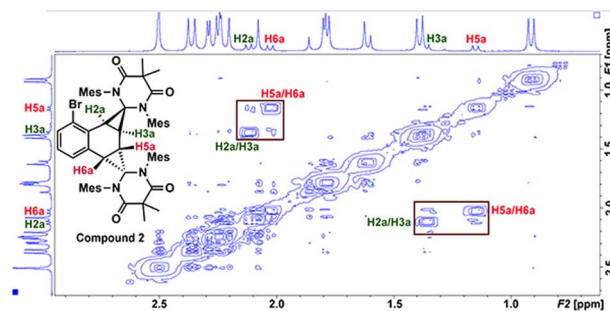 H2a H6a H3a H5a
F1 [ppm]
1.0
1.5
2.0
2.5
H5a
H3a
H6a
H2a
Mes N O
O N Mes
Br
H2a
H3a
H5a
H6a
N Mes
Mes N
O O
Compound 2
H5a/H6a
H2a/H3a
H5a/H6a
H2a/H3a
2.5 2.0 1.5 1.0 F2 [ppm]